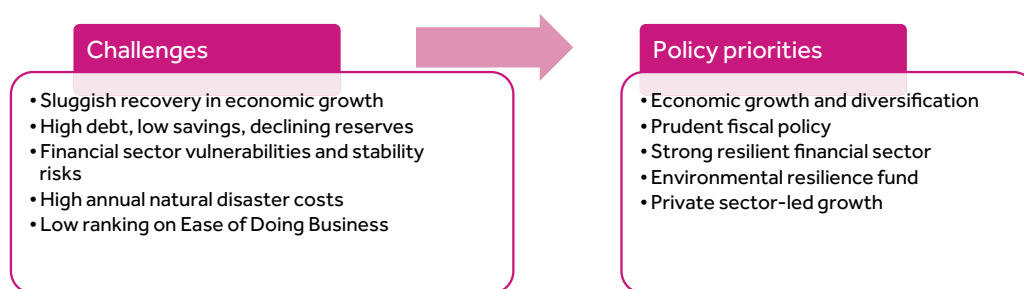 Challenges
• Sluggish recovery in economic growth
• High debt, low savings, declining reserves
• Financial sector vulnerabilities and stability
risks
• High annual natural disaster costs
• Low ranking on Ease of Doing Business
Policy priorities
• Economic growth and diversification
• Prudent fiscal policy
• Strong resilient financial sector
• Environmental resilience fund
• Private sector-led growth